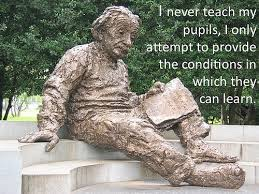 I never teach my
pupils, I only
attempt to provide
the conditions in
which they
can learn.